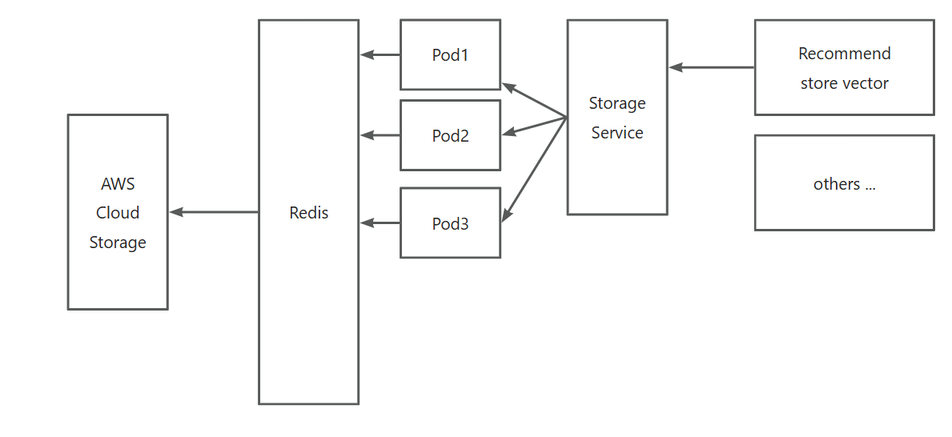 AWS
Cloud
Storage
Redis
Pod1
Pod2
Pod3
Storage
Service
Recommend
store vector
others ...